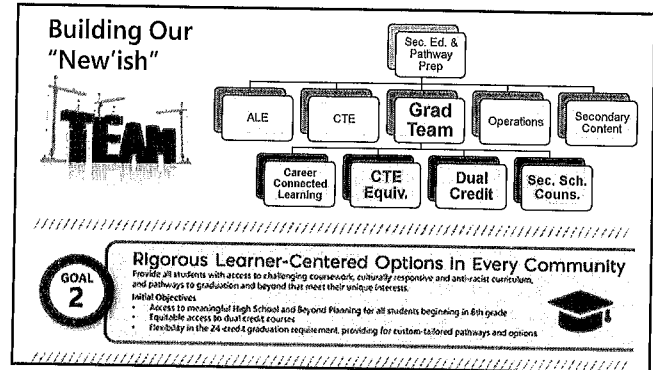 Building Our
"New'ish"
TEAM
Sec. Ed. &
Pathway
Prep
ALE
CTE
Grad
Team
Operations
Secondary
Content
Career
Connected
Learning
CTE
Equiv.
Dual
Credit
Sec. Sch.
Couns.
GOAL
2
Rigorous Learner-Centered Options in Every Community
Provide all students with access to challenging coursework, culturally responsive and anti-racist curriculum,
and pathways to graduation and beyond that meet their unique interests.
Initial Objectives
• Access to meaningful High School and Beyond Planning for all students beginning in 8th grade
• Equitable access to dual credit courses
• Flexibility in the 24-credit graduation requirement, providing for custom-tailored pathways and options